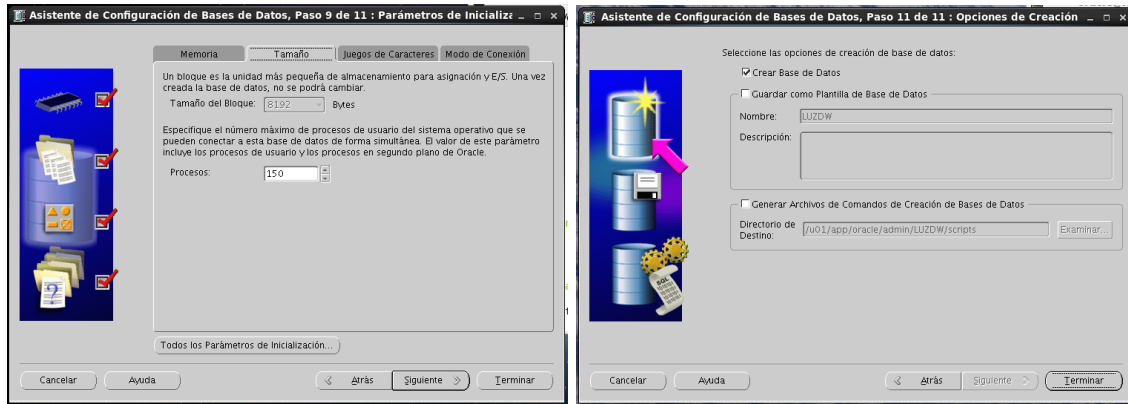 Asistente de Configuración de Bases de Datos, Paso 9 de 11 : Parámetros de Inicializa
Memoria
Tamaño
Juegos de Caracteres
Modo de Conexión
Un bloque es la unidad más pequeña de almacenamiento para asignación y E/S. Una vez
creada la base de datos, no se podrá cambiar.
Tamaño del Bloque:
8192
Bytes
Especifique el número máximo de procesos de usuario del sistema operativo que se
pueden conectar a esta base de datos de forma simultánea. El valor de este parámetro
incluye los procesos de usuario y los procesos en segundo plano de Oracle.
Procesos:
150
Todos los Parámetros de Inicialización...
Cancelar
Ayuda
Atrás
Siguiente
Terminar
Asistente de Configuración de Bases de Datos, Paso 11 de 11 : Opciones de Creación
Seleccione las opciones de creación de base de datos:
Crear Base de Datos
Guardar como Plantilla de Base de Datos
Nombre:
LUZDW
Descripción:
Generar Archivos de Comandos de Creación de Bases de Datos
Directorio de
Destino:
/u01/app/oracle/admin/LUZDW/scripts
Examinar...
SQL
Cancelar
Ayuda
Atrás
Siguiente
Terminar